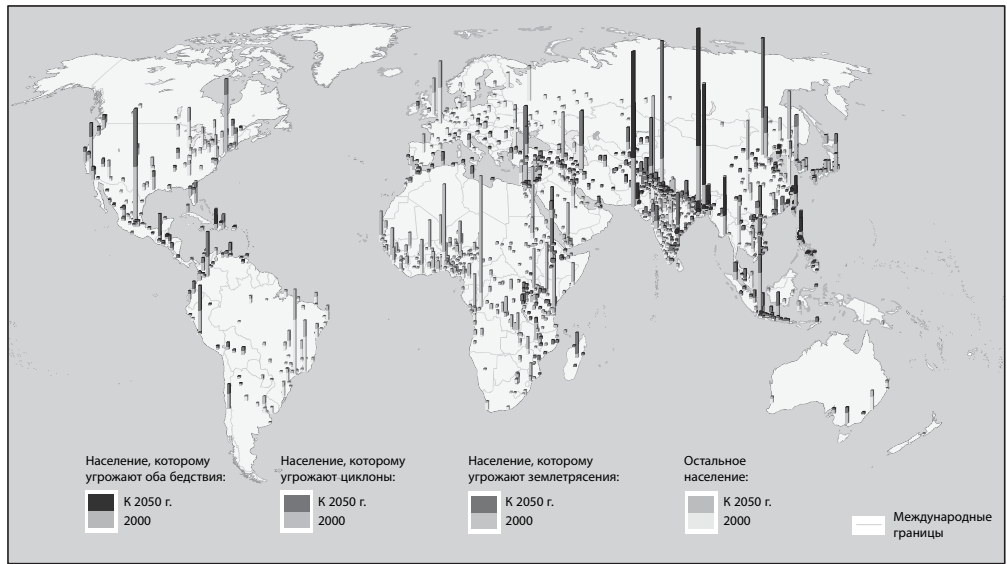 Население, которому
угрожают оба бедствия:
К 2050 г.
2000
Население, которому
угрожают циклоны:
К 2050 г.
2000
Население, которому
угрожают землетрясения:
К 2050 г.
2000
Остальное
население:
К 2050 г.
2000
Международные
границы